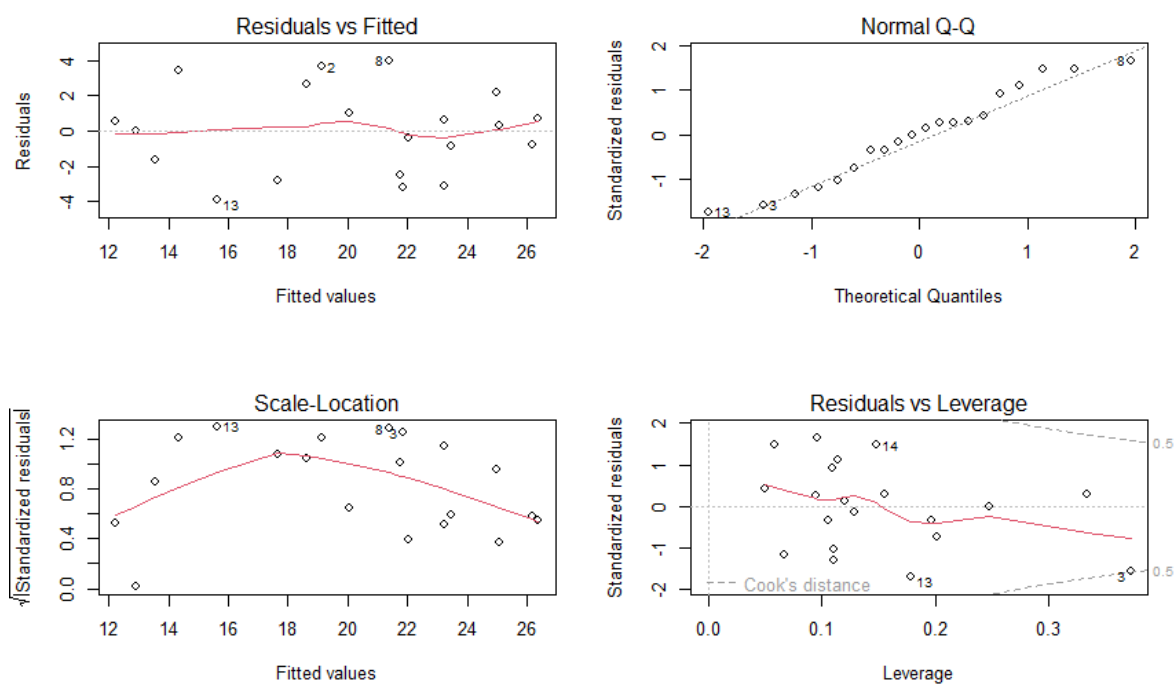 Residuals vs Fitted
Residuals
4
2
0
-2
-4
2
8
13
12 14 16 18 20 22 24 26
Fitted values
Normal Q-Q
Standardized residuals
2
1
0
-1
8
3
13
-2 -1 0 1 2
Theoretical Quantiles
Scale-Location
√|Standardized residuals|
1.2
0.8
0.4
0.0
13
8
3
12 14 16 18 20 22 24 26
Fitted values
Residuals vs Leverage
Standardized residuals
2
1
0
-1
-2
14
0.5
0.5
13
3
Cook's distance
0.0 0.1 0.2 0.3
Leverage